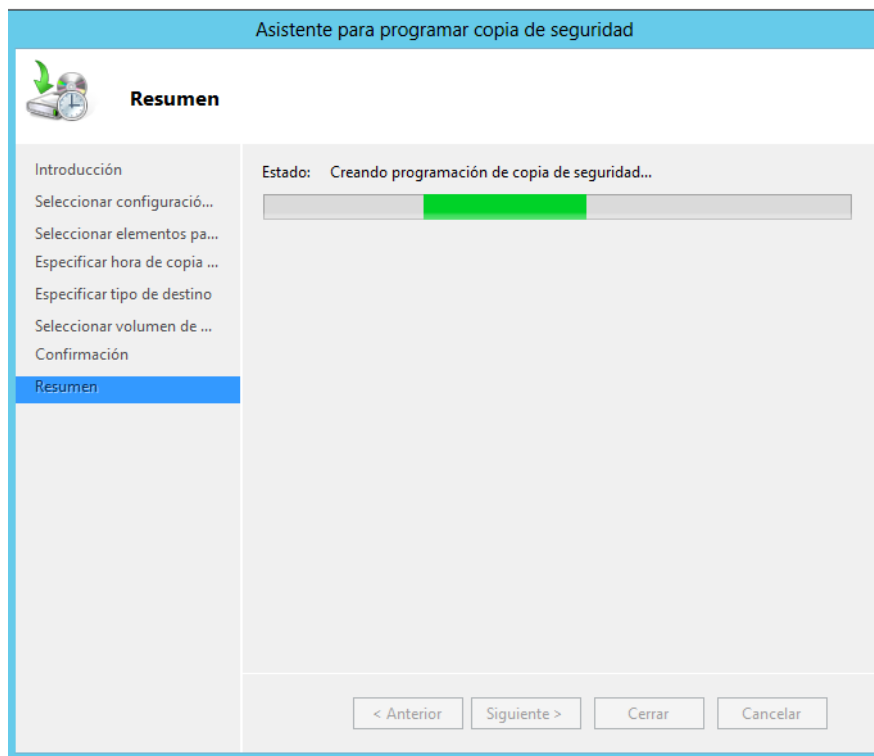 Asistente para programar copia de seguridad
Resumen
Introducción
Seleccionar configuració...
Seleccionar elementos pa...
Especificar hora de copia ...
Especificar tipo de destino
Seleccionar volumen de ...
Confirmación
Resumen
Estado: Creando programación de copia de seguridad...
< Anterior Siguiente > Cerrar Cancelar